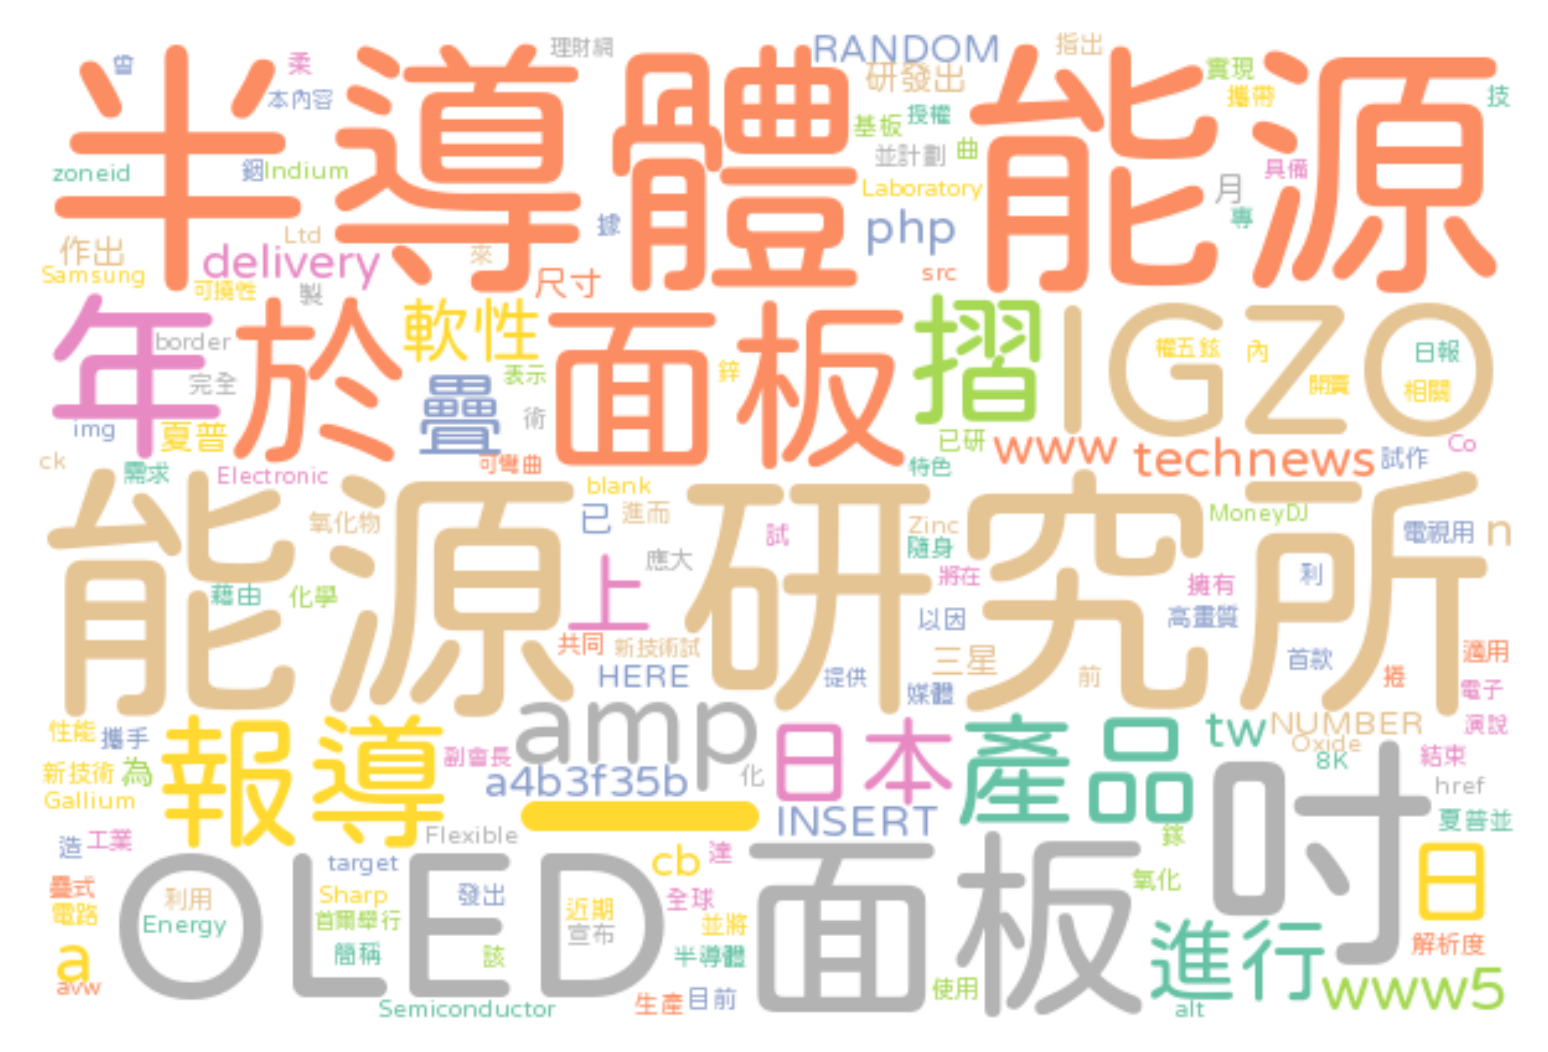 曾 柔 理財網 RANDOM 指出
本內容 研發出 實現 攜帶 技
半導體能源
基板 授權 並計劃 曲
zoneid 銦 Indium Laboratory 具備
月 專
據 php
作出 Ltd delivery 來 尺寸 src
Samsung 可撓性 製
年 於 軟性 面板 摺 IGZO
border 權五鉉 內 日報
完全 表示 鋅 開賣 相關
疊 術
img 夏普 已研 www technews 試作 Co
ck 需求 Electronic 可彎曲 特色
blank
能源研究所
氧化物 已 進而 試 Zinc MoneyDJ 電視用 n
隨身
應大 將在 擁有 利
藉由 化學 上 以因 高畫質
共同 新技術試 三星 首款 適用
HERE 提供 媒體 前 捲 電子
性能 攜手 報導 amp 日本 產品 tw NUMBER 演說
副會長 Oxide 結束
新技術 為 a4b3f35b 化 8K href
Gallium 一 INSERT 夏普並
造 工業 Flexible 鎵 吋
target cb 達
疊式 OLED 面板 氧化 日
電路 利用 Sharp 發出 近期 全球
Energy 首爾舉行 宣布 並將
簡稱 該 半導體 進行 解析度
a avw 使用 www5
Semiconductor 生產 目前 alt